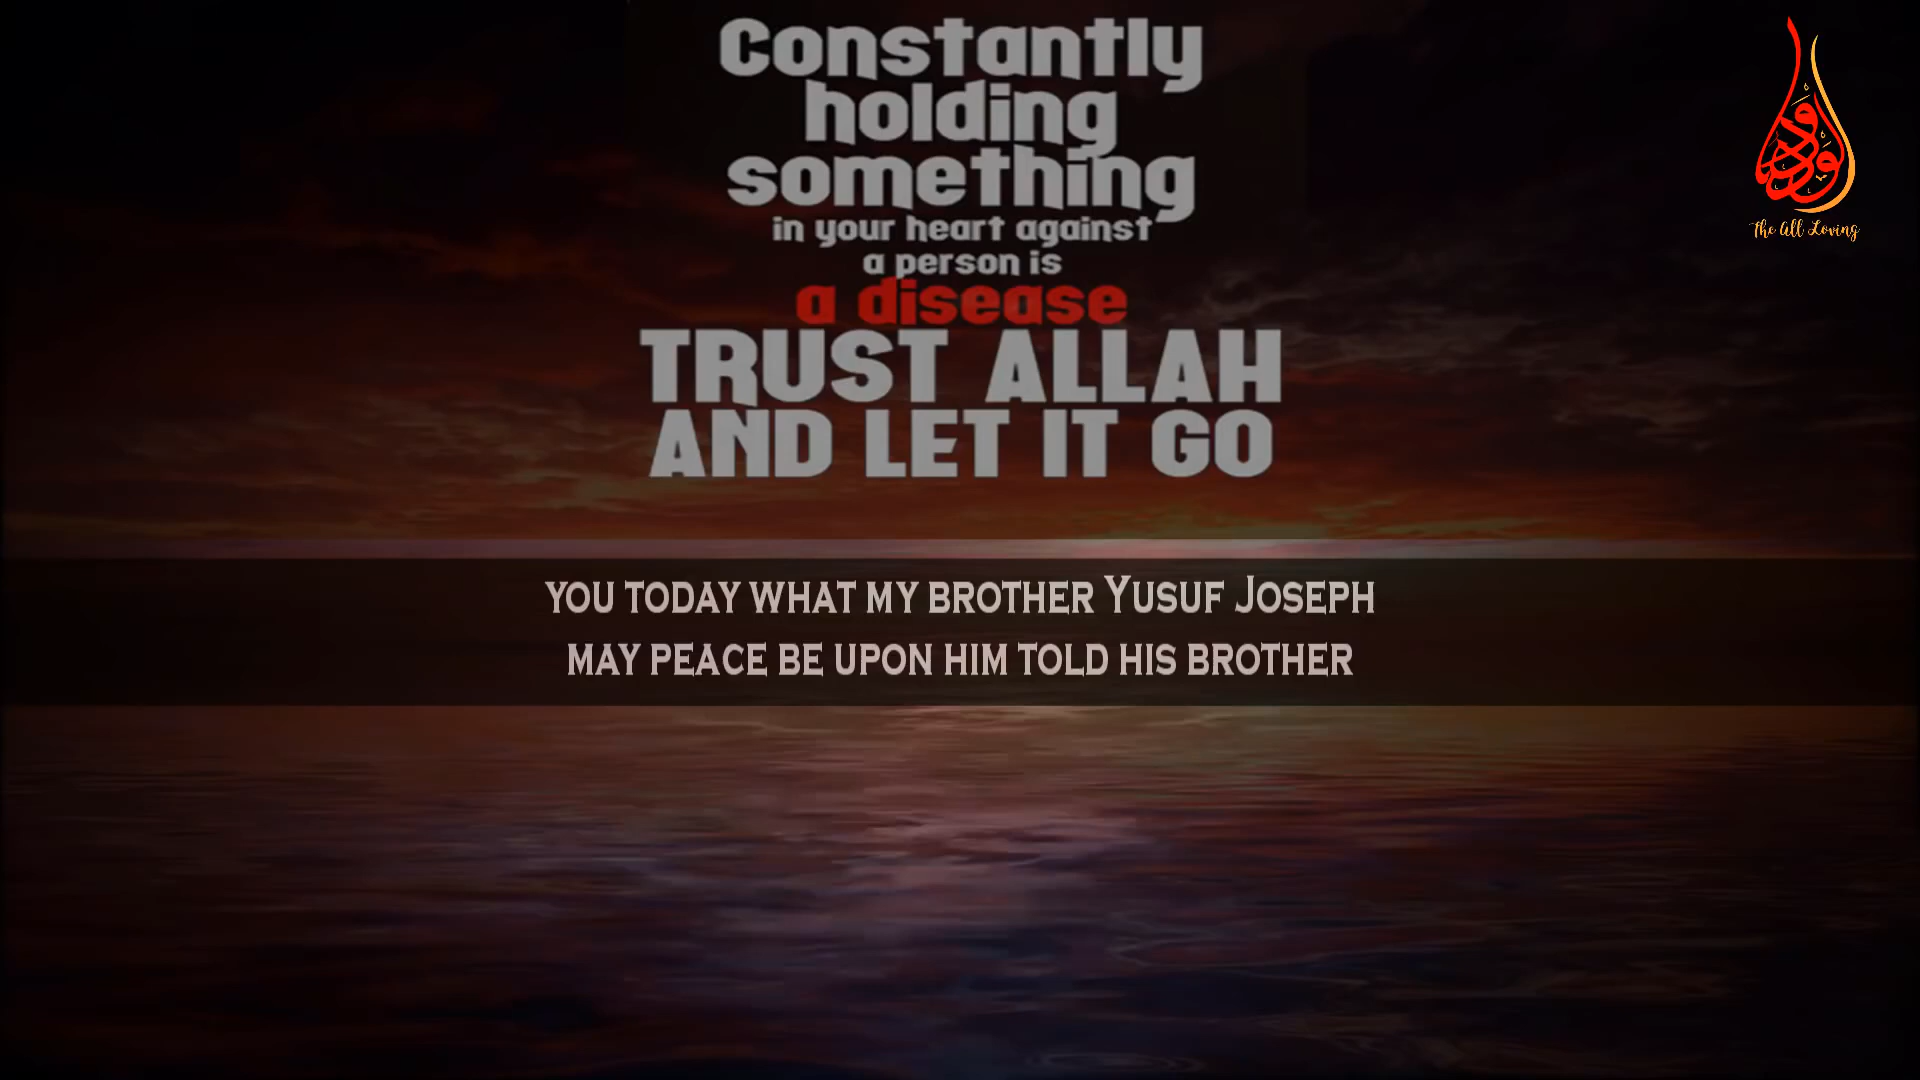 Constantly
holding
something
in your heart against
a person is
a disease
TRUST ALLAH
AND LET IT GO
The All Loving
YOU TODAY WHAT MY BROTHER YUSUF JOSEPH
MAY PEACE BE UPON HIM TOLD HIS BROTHER